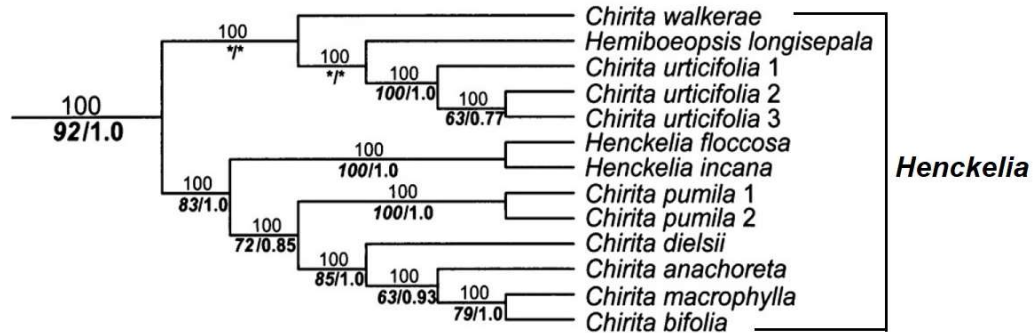 Chirita walkerae
100
*/*
Hemiboeopsis longisepala
*/*
100
Chirita urticifolia 1
100
100/1.0
Chirita urticifolia 2
100
63/0.77
Chirita urticifolia 3
100
92/1.0
Henckelia floccosa
100
100/1.0
Henckelia incana
Henckelia
100
83/1.0
Chirita pumila 1
100
100/1.0
Chirita pumila 2
100
72/0.85
Chirita dielsii
100
85/1.0
Chirita anachoreta
100
63/0.93
Chirita macrophylla
100
79/1.0
Chirita bifolia